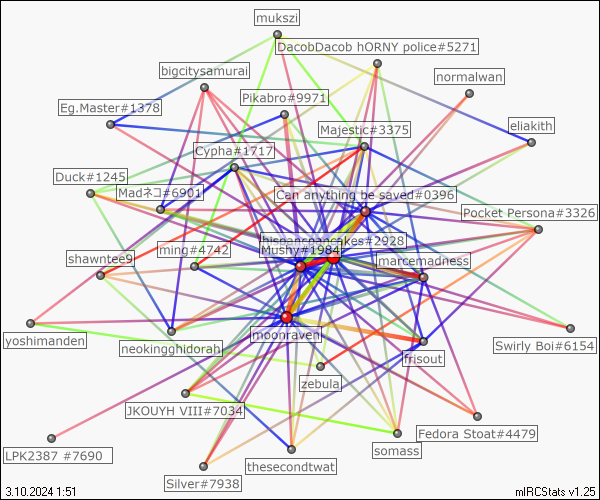 mukszi
DacobDacob hORNY police#5271
bigcitysamurai
normalwan
Pikabro#9971
Eg.Master#1378
Majestic#3375
eliakith
Cypha#1717
Duck#1245
Madネコ#6901
Can anything be saved#0396
Pocket Persona#3326
hispancpancakes#2928
ming#4742
Mushy#1984
shawntee9
marcemadness
yoshimanden
moonraven
neokingghidorah
frisout
Swirly Boi#6154
zebula
JKOUYH VIII#7034
Fedora Stoat#4479
somass
LPK2387 #7690
thesecondtwat
Silver#7938
3.10.2024 1:51
mIRCStats v1.25